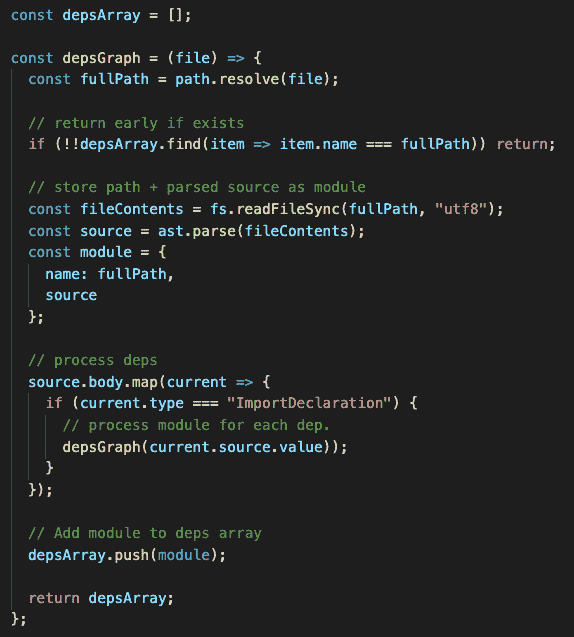 const depsArray = [];
const depsGraph = (file) => {
const fullPath = path.resolve(file);
// return early if exists
if (!!depsArray.find(item => item.name === fullPath)) return;
// store path + parsed source as module
const fileContents = fs.readFileSync(fullPath, "utf8");
const source = ast.parse(fileContents);
const module = {
name: fullPath,
source
};
// process deps
source.body.map(current => {
if (current.type === "ImportDeclaration") {
// process module for each dep.
depsGraph(current.source.value));
}
});
// Add module to deps array
depsArray.push(module);
return depsArray;
};